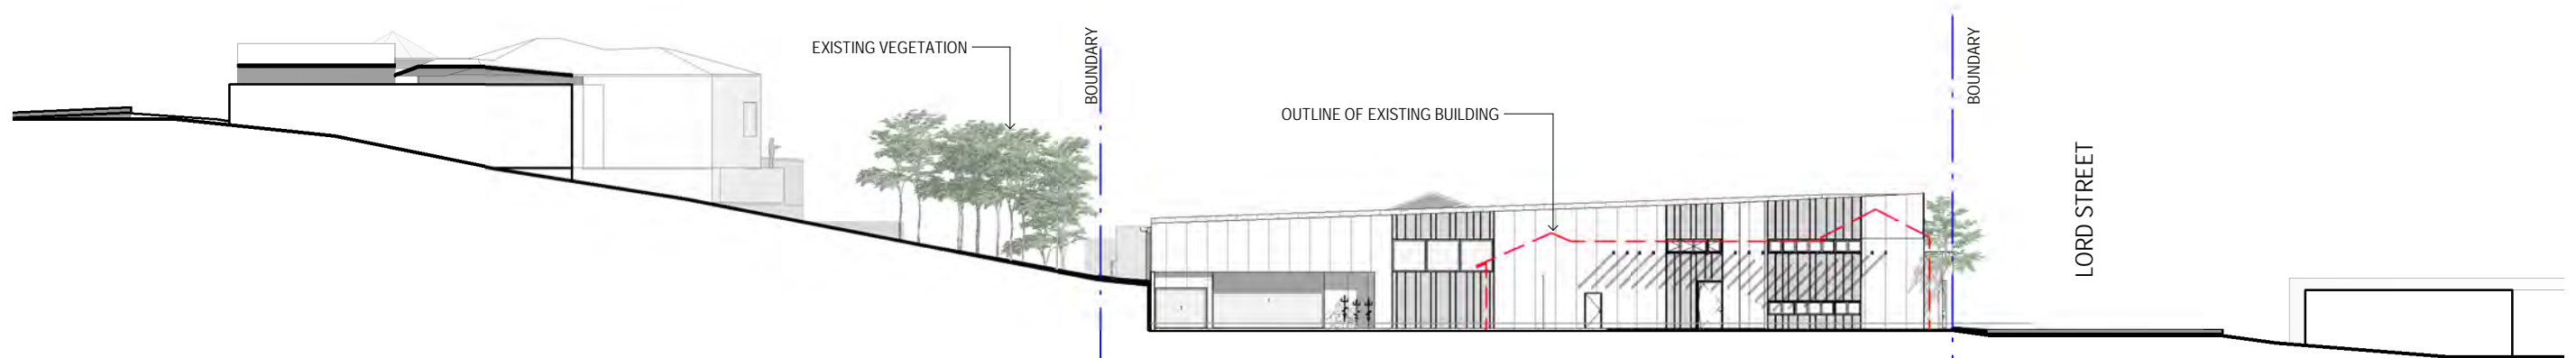 EXISTING VEGETATION
BOUNDARY
OUTLINE OF EXISTING BUILDING
BOUNDARY
LORD STREET